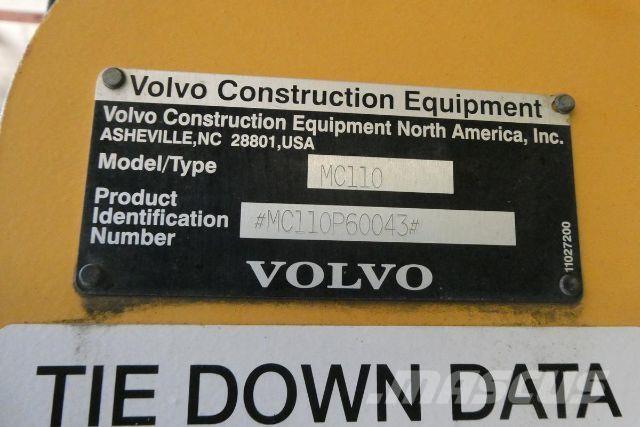 Volvo Construction Equipment
Volvo Construction Equipment North America, Inc.
ASHEVILLE,NC 28801,USA
Model/Type MC110
Product
Identification #MC110P60043#
Number
11027200
VOLVO
TIE DOWN DATA
MASCUS